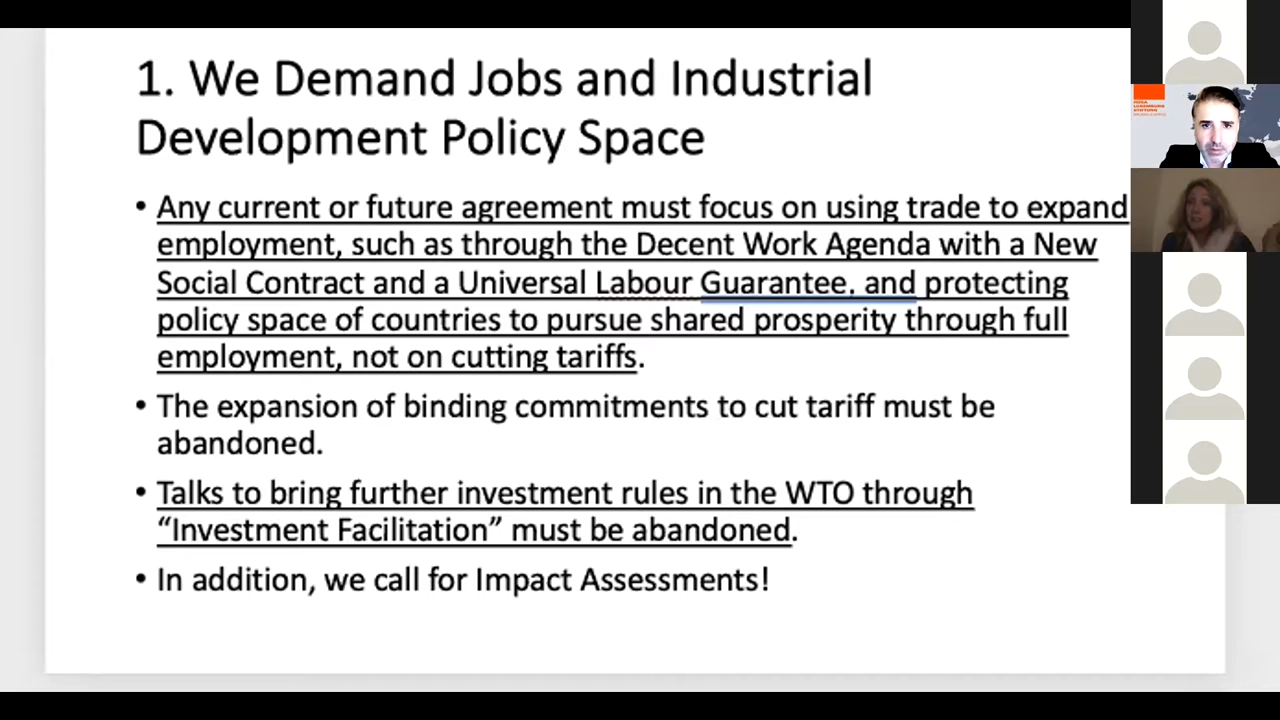 1. We Demand Jobs and Industrial
Development Policy Space
• Any current or future agreement must focus on using trade to expand
employment, such as through the Decent Work Agenda with a New
Social Contract and a Universal Labour Guarantee, and protecting
policy space of countries to pursue shared prosperity through full
employment, not on cutting tariffs.
• The expansion of binding commitments to cut tariff must be
abandoned.
• Talks to bring further investment rules in the WTO through
“Investment Facilitation” must be abandoned.
• In addition, we call for Impact Assessments!
ROSA
LUXEMBURG
STIFTUNG